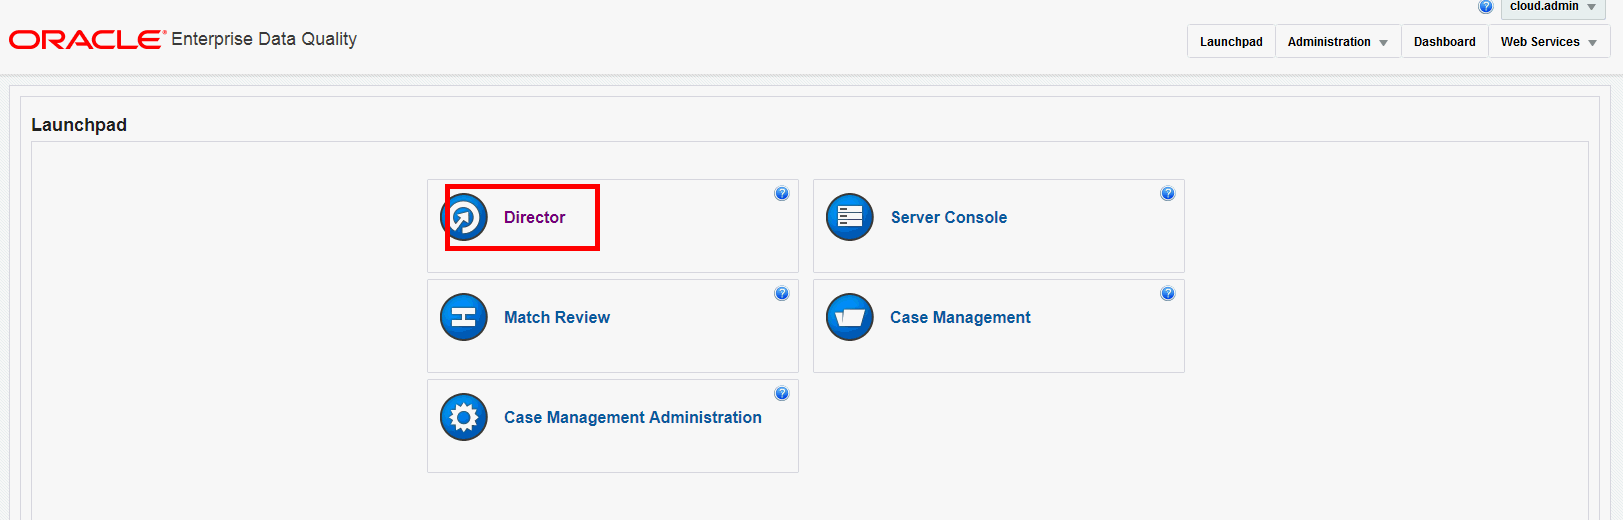 cloud.admin
ORACLE Enterprise Data Quality
Launchpad Administration Dashboard Web Services
Launchpad
Director
Server Console
Match Review
Case Management
Case Management Administration